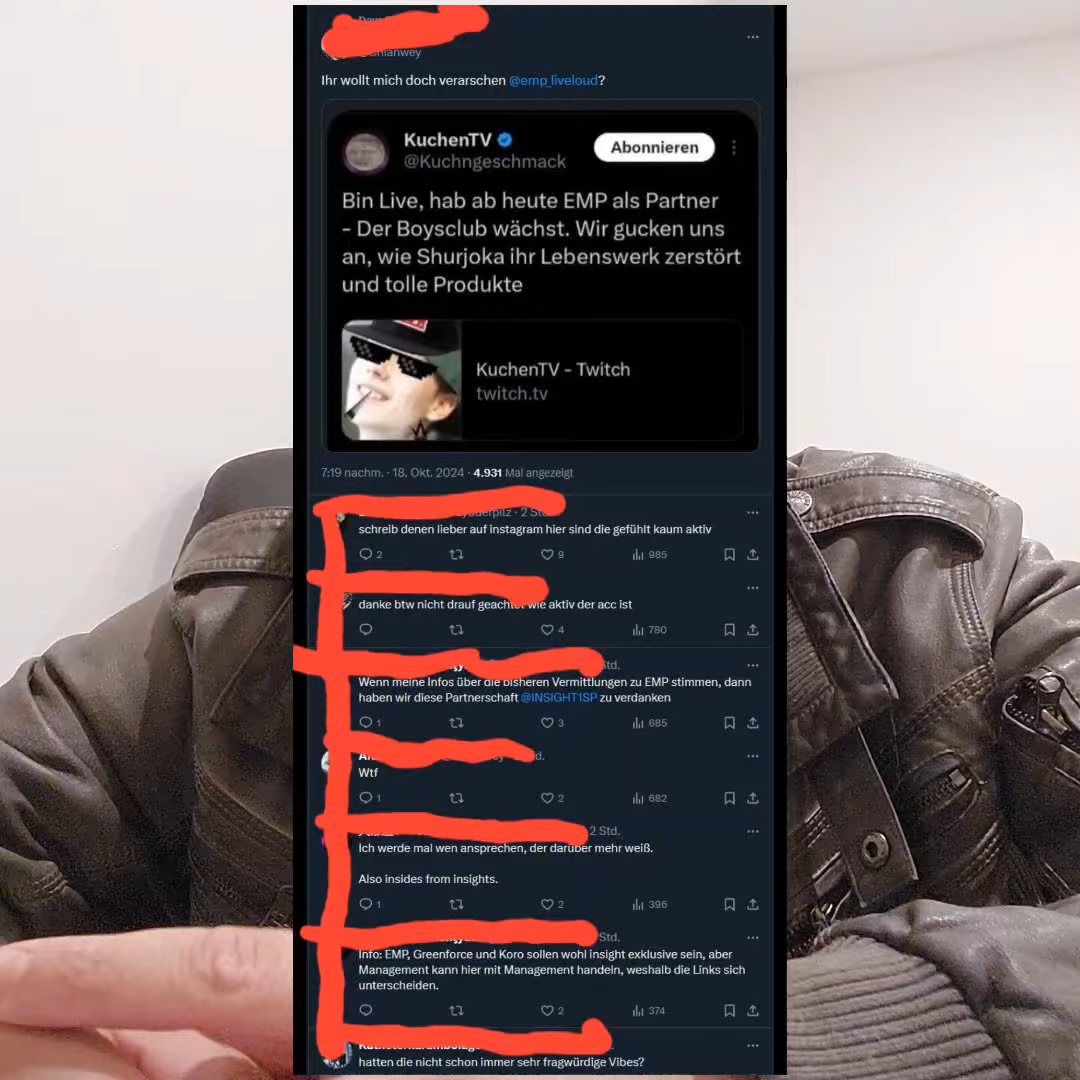 Ihr wollt mich doch verarschen @emp_liveloud?
KuchenTV
Abonnieren
@Kuchngeschmack
Bin Live, hab ab heute EMP als Partner
- Der Boysclub wächst. Wir gucken uns
an, wie Shurjoka ihr Lebenswerk zerstört
und tolle Produkte
KuchenTV - Twitch
twitch.tv
7:19 nachm. · 18. Okt. 2024 · 4.931 Mal angezeigt
schreib denen lieber auf instagram hier sind die gefühlt kaum aktiv
2 9 985
danke btw nicht drauf geachtet wie aktiv der acc ist
4 780
Std.
Wenn meine Infos über die bisheren Vermittlungen zu EMP stimmen, dann
haben wir diese Partnerschaft @INSIGHT1SP zu verdanken
1 3 685
Wtf
1 2 682
2 Std.
Ich werde mal wen ansprechen, der darüber mehr weiß.
Also insides from insights.
1 2 396
Std.
Info: EMP, Greenforce und Koro sollen wohl insight exklusive sein, aber
Management kann hier mit Management handeln, weshalb die Links sich
unterscheiden.
2 374
hatten die nicht schon immer sehr fragwürdige Vibes?